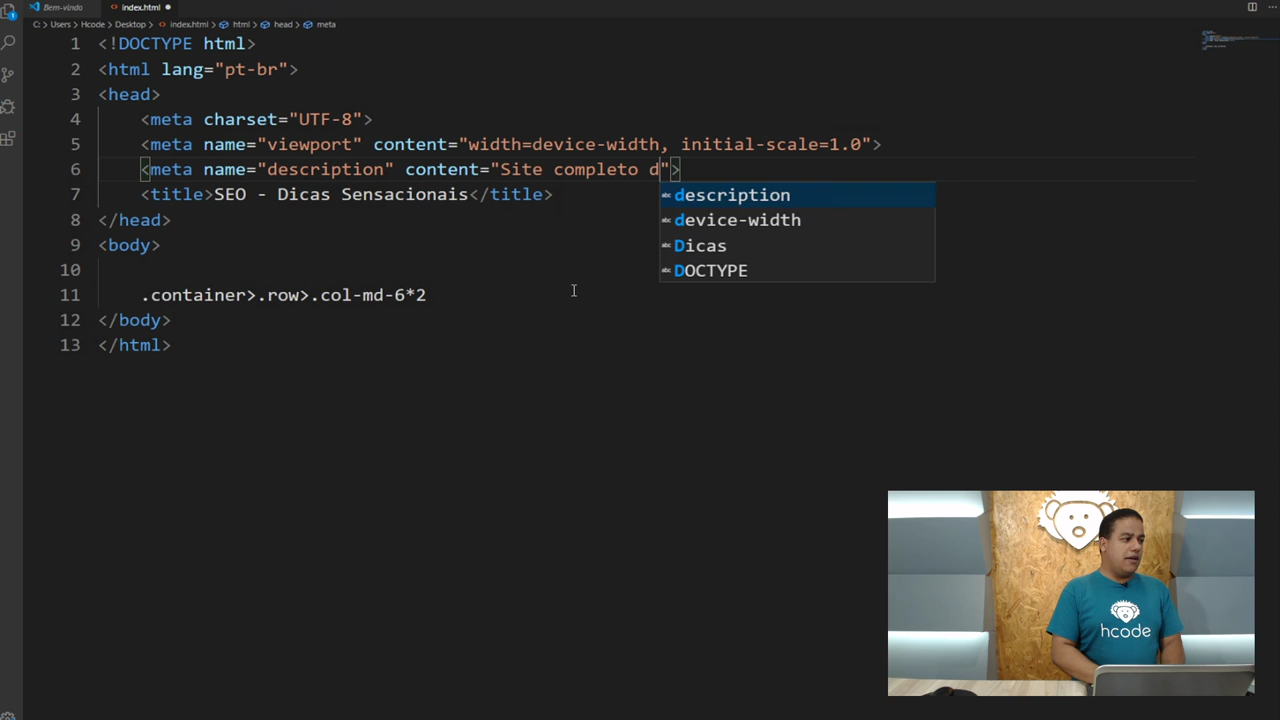 Bem-vindo index.html
C: > Users > Hcode > Desktop > index.html > html > head > meta
1 <!DOCTYPE html>
2 <html lang="pt-br">
3 <head>
4 <meta charset="UTF-8">
5 <meta name="viewport" content="width=device-width, initial-scale=1.0">
6 <meta name="description" content="Site completo d">
7 <title>SEO - Dicas Sensacionais</title>
description
8 </head>
device-width
9 <body>
Dicas
10
DOCTYPE
11 .container>.row>.col-md-6*2
12 </body>
13 </html>
hcode